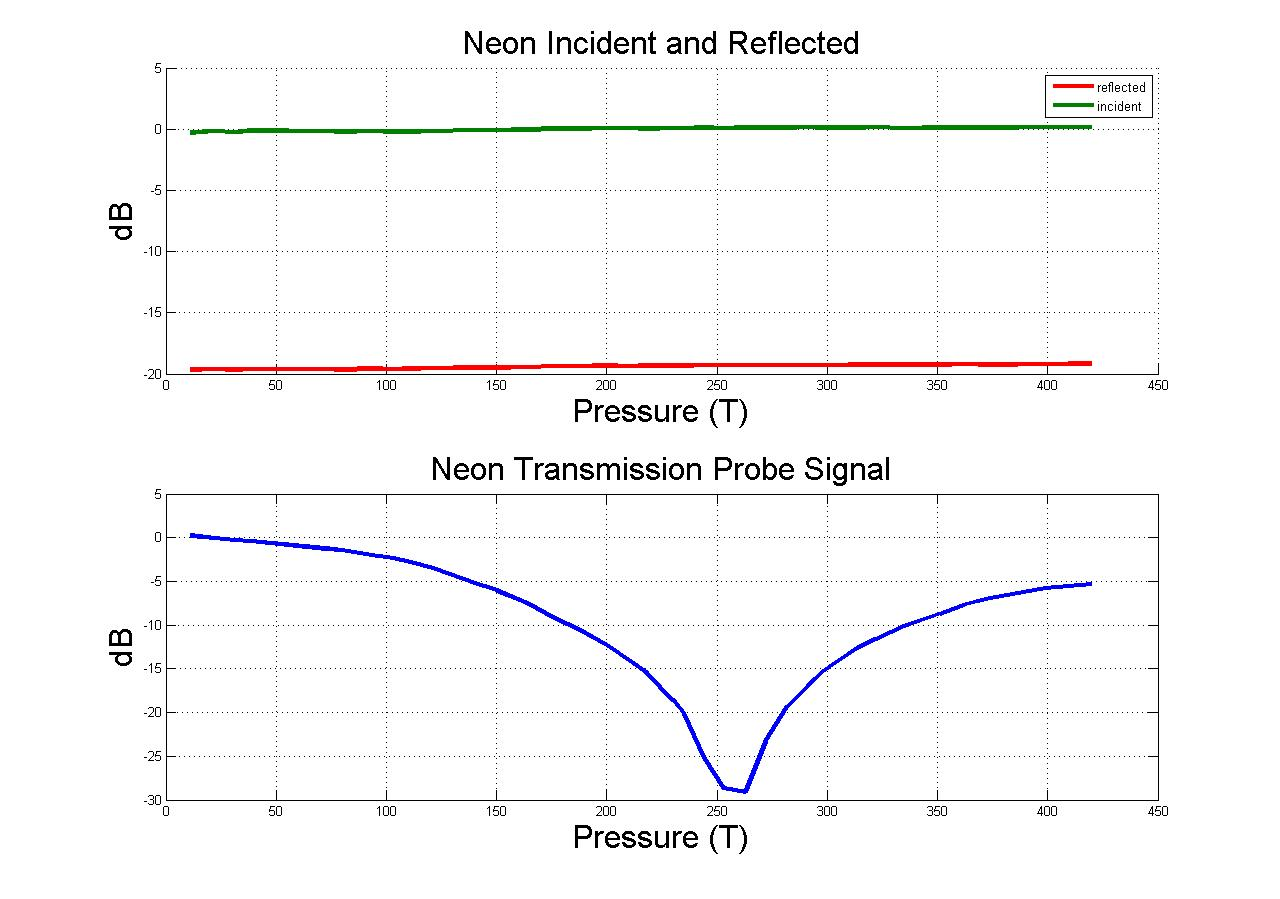 Neon Incident and Reflected
5
0
-5
-10
-15
-20
dB
reflected
incident
0 50 100 150 200 250 300 350 400 450
Pressure (T)
Neon Transmission Probe Signal
5
0
-5
-10
-15
-20
-25
-30
dB
0 50 100 150 200 250 300 350 400 450
Pressure (T)